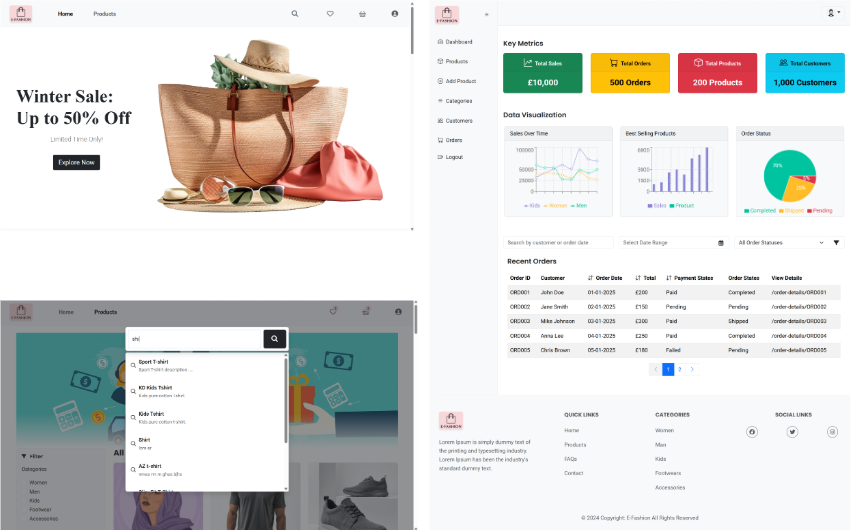 E-FASHION
Home
Products
Winter Sale:
Up to 50% Off
Limited Time Only!
Explore Now
E-FASHION
Home
Products
shi
Sport T-shirt
Sport T-shirt description ...
KD Kids Tshirt
Kids pure cotton t-shirt
Kids Tshirt
Kids pure cotton t-shirt
Shirt
AZ t-shirt
Filter
All
Categories
Women
Men
Kids
Footwears
Accessories
E-FASHION
Dashboard
Products
Add Product
Categories
Customers
Orders
Logout
Key Metrics
Total Sales
£10,000
Total Orders
500 Orders
Total Products
200 Products
Total Customers
1,000 Customers
Data Visualization
Sales Over Time
100000
50000
25000
0
Kids Women Men
Best Selling Products
6000
3000
1500
0
Sales Product
Order Status
70%
Completed Shipped Pending
Search by customer or order date
Select Date Range
All Order Statuses
Recent Orders
Order ID Customer Order Date Total Payment States Order States View Details
ORD001 John Doe 01-01-2025 £200 Paid Completed /order-details/ORD001
ORD002 Jane Smith 02-01-2025 £150 Pending Pending /order-details/ORD002
ORD003 Mike Johnson 03-01-2025 £300 Paid Shipped /order-details/ORD003
ORD004 Anna Lee 04-01-2025 £250 Paid Completed /order-details/ORD004
ORD005 Chris Brown 05-01-2025 £180 Failed Pending /order-details/ORD005
< 1 2 >
E-FASHION
Lorem Ipsum is simply dummy text of
the printing and typesetting industry.
Lorem Ipsum has been the industry's
standard dummy text.
QUICK LINKS
Home
Products
FAQs
Contact
CATEGORIES
Women
Man
Kids
Footwears
Accessories
SOCIAL LINKS
© 2024 Copyright: E-Fashion All Rights Reserved